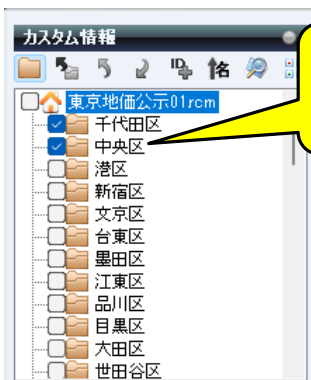 カスタム情報
ID
名
東京地価公示01rcm
千代田区
中央区
港区
新宿区
文京区
台東区
墨田区
江東区
品川区
目黒区
大田区
世田谷区